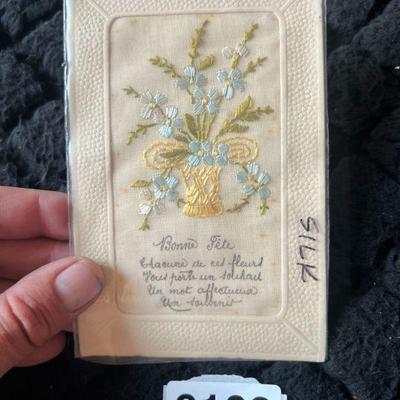 Bonne Fête
Chacune de ces fleurs
Vous porte un souhait
Un mot affectueux
Un souvenir
SILK